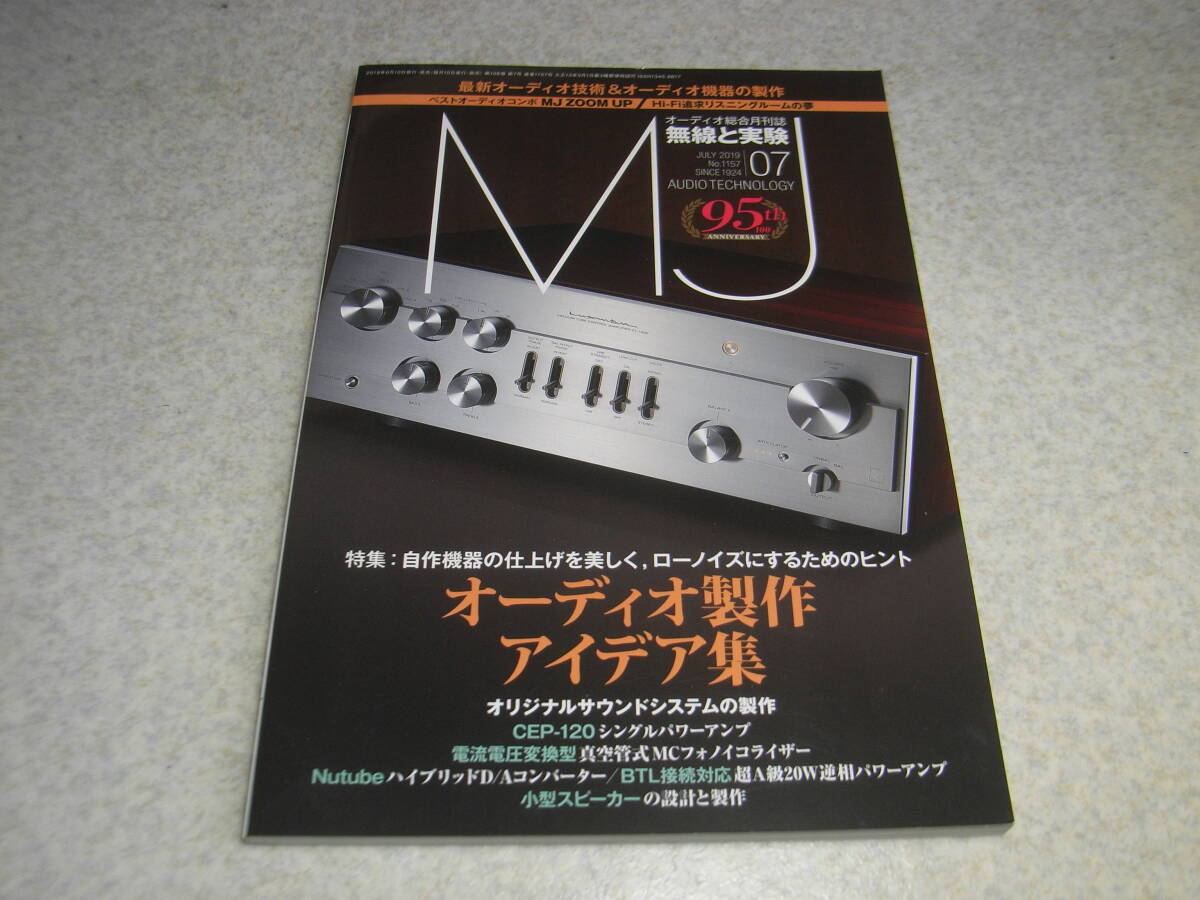 最新オーディオ技術&オーディオ機器の製作
ベストオーディオコンポ MJ ZOOM UP / Hi-Fi追求リスニングルームの夢
MJ
オーディオ総合月刊誌
無線と実験
JULY 2019
No.1157
SINCE 1924
07
AUDIO TECHNOLOGY
95th
100
ANNIVERSARY
LUXMAN
BASS
TREBLE
BALANCE
特集：自作機器の仕上げを美しく，ローノイズにするためのヒント
オーディオ製作
アイデア集
オリジナルサウンドシステムの製作
CEP-120 シングルパワーアンプ
電流電圧変換型 真空管式MCフォノイコライザー
Nutube ハイブリッドD/Aコンバーター/BTL接続対応 超A級20W逆相パワーアンプ
小型スピーカーの設計と製作